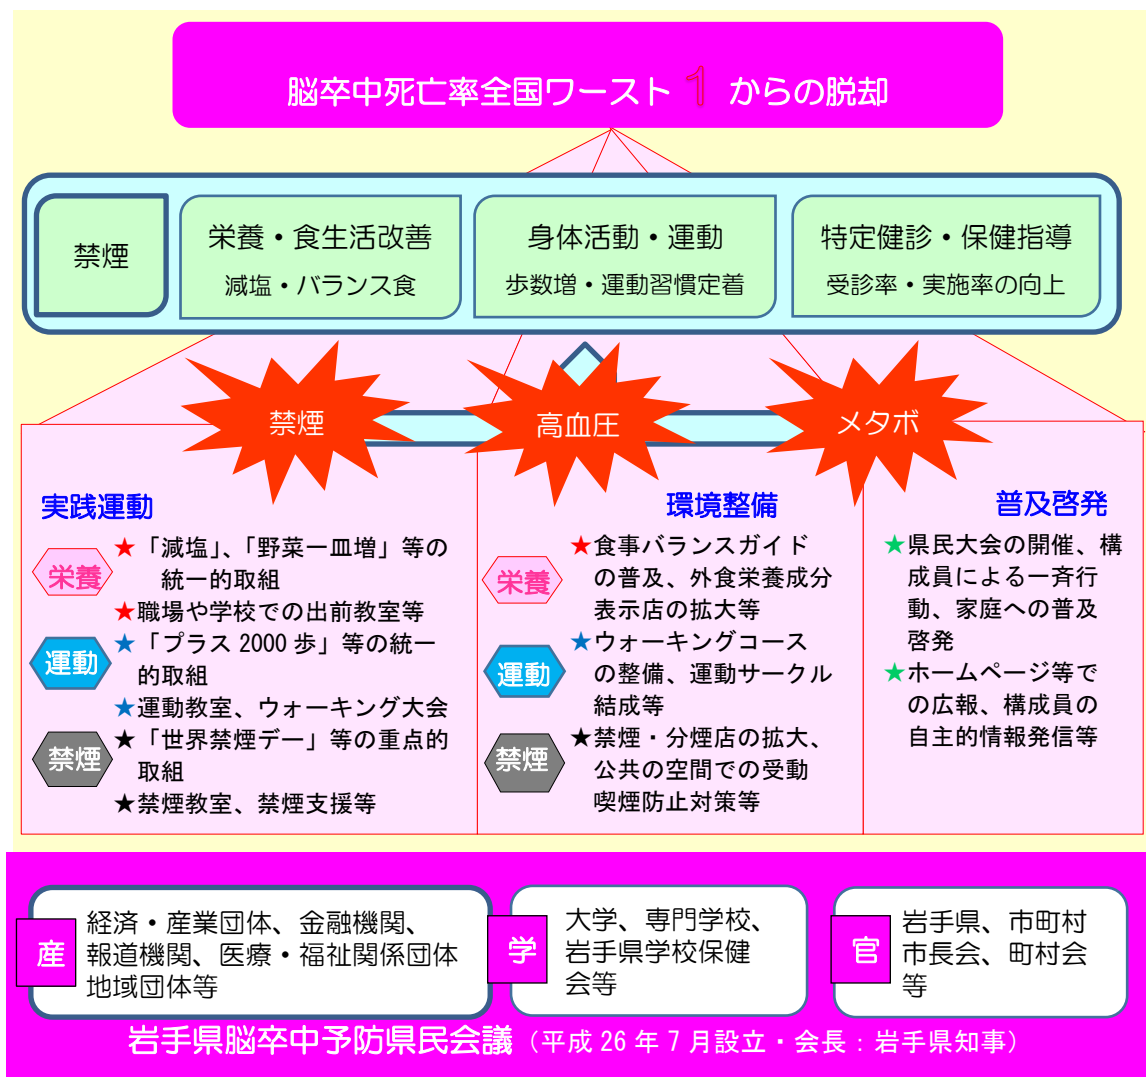 脳卒中死亡率全国ワースト 1 からの脱却
禁煙
栄養・食生活改善
減塩・バランス食
身体活動・運動
歩数増・運動習慣定着
特定健診・保健指導
受診率・実施率の向上
禁煙
高血圧
メタボ
実践運動
栄養
★「減塩」、「野菜一皿増」等の
統一的取組
★職場や学校での出前教室等
運動
★「プラス 2000 歩」等の統一
的取組
★運動教室、ウォーキング大会
禁煙
★「世界禁煙デー」等の重点的
取組
★禁煙教室、禁煙支援等
環境整備
栄養
★食事バランスガイド
の普及、外食栄養成分
表示店の拡大等
運動
★ウォーキングコース
の整備、運動サークル
結成等
禁煙
★禁煙・分煙店の拡大、
公共の空間での受動
喫煙防止対策等
普及啓発
★県民大会の開催、構
成員による一斉行
動、家庭への普及
啓発
★ホームページ等で
の広報、構成員の
自主的情報発信等
産
経済・産業団体、金融機関、
報道機関、医療・福祉関係団体
地域団体等
学
大学、専門学校、
岩手県学校保健
会等
官
岩手県、市町村
市長会、町村会
等
岩手県脳卒中予防県民会議（平成 26 年 7 月設立・会長：岩手県知事）